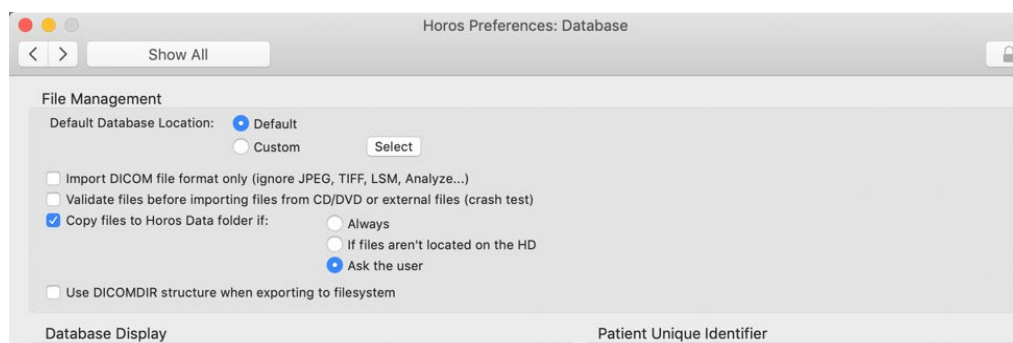 Horos Preferences: Database
Show All
File Management
Default Database Location: Default
Custom Select
Import DICOM file format only (ignore JPEG, TIFF, LSM, Analyze...)
Validate files before importing files from CD/DVD or external files (crash test)
Copy files to Horos Data folder if: Always
If files aren't located on the HD
Ask the user
Use DICOMDIR structure when exporting to filesystem
Database Display Patient Unique Identifier